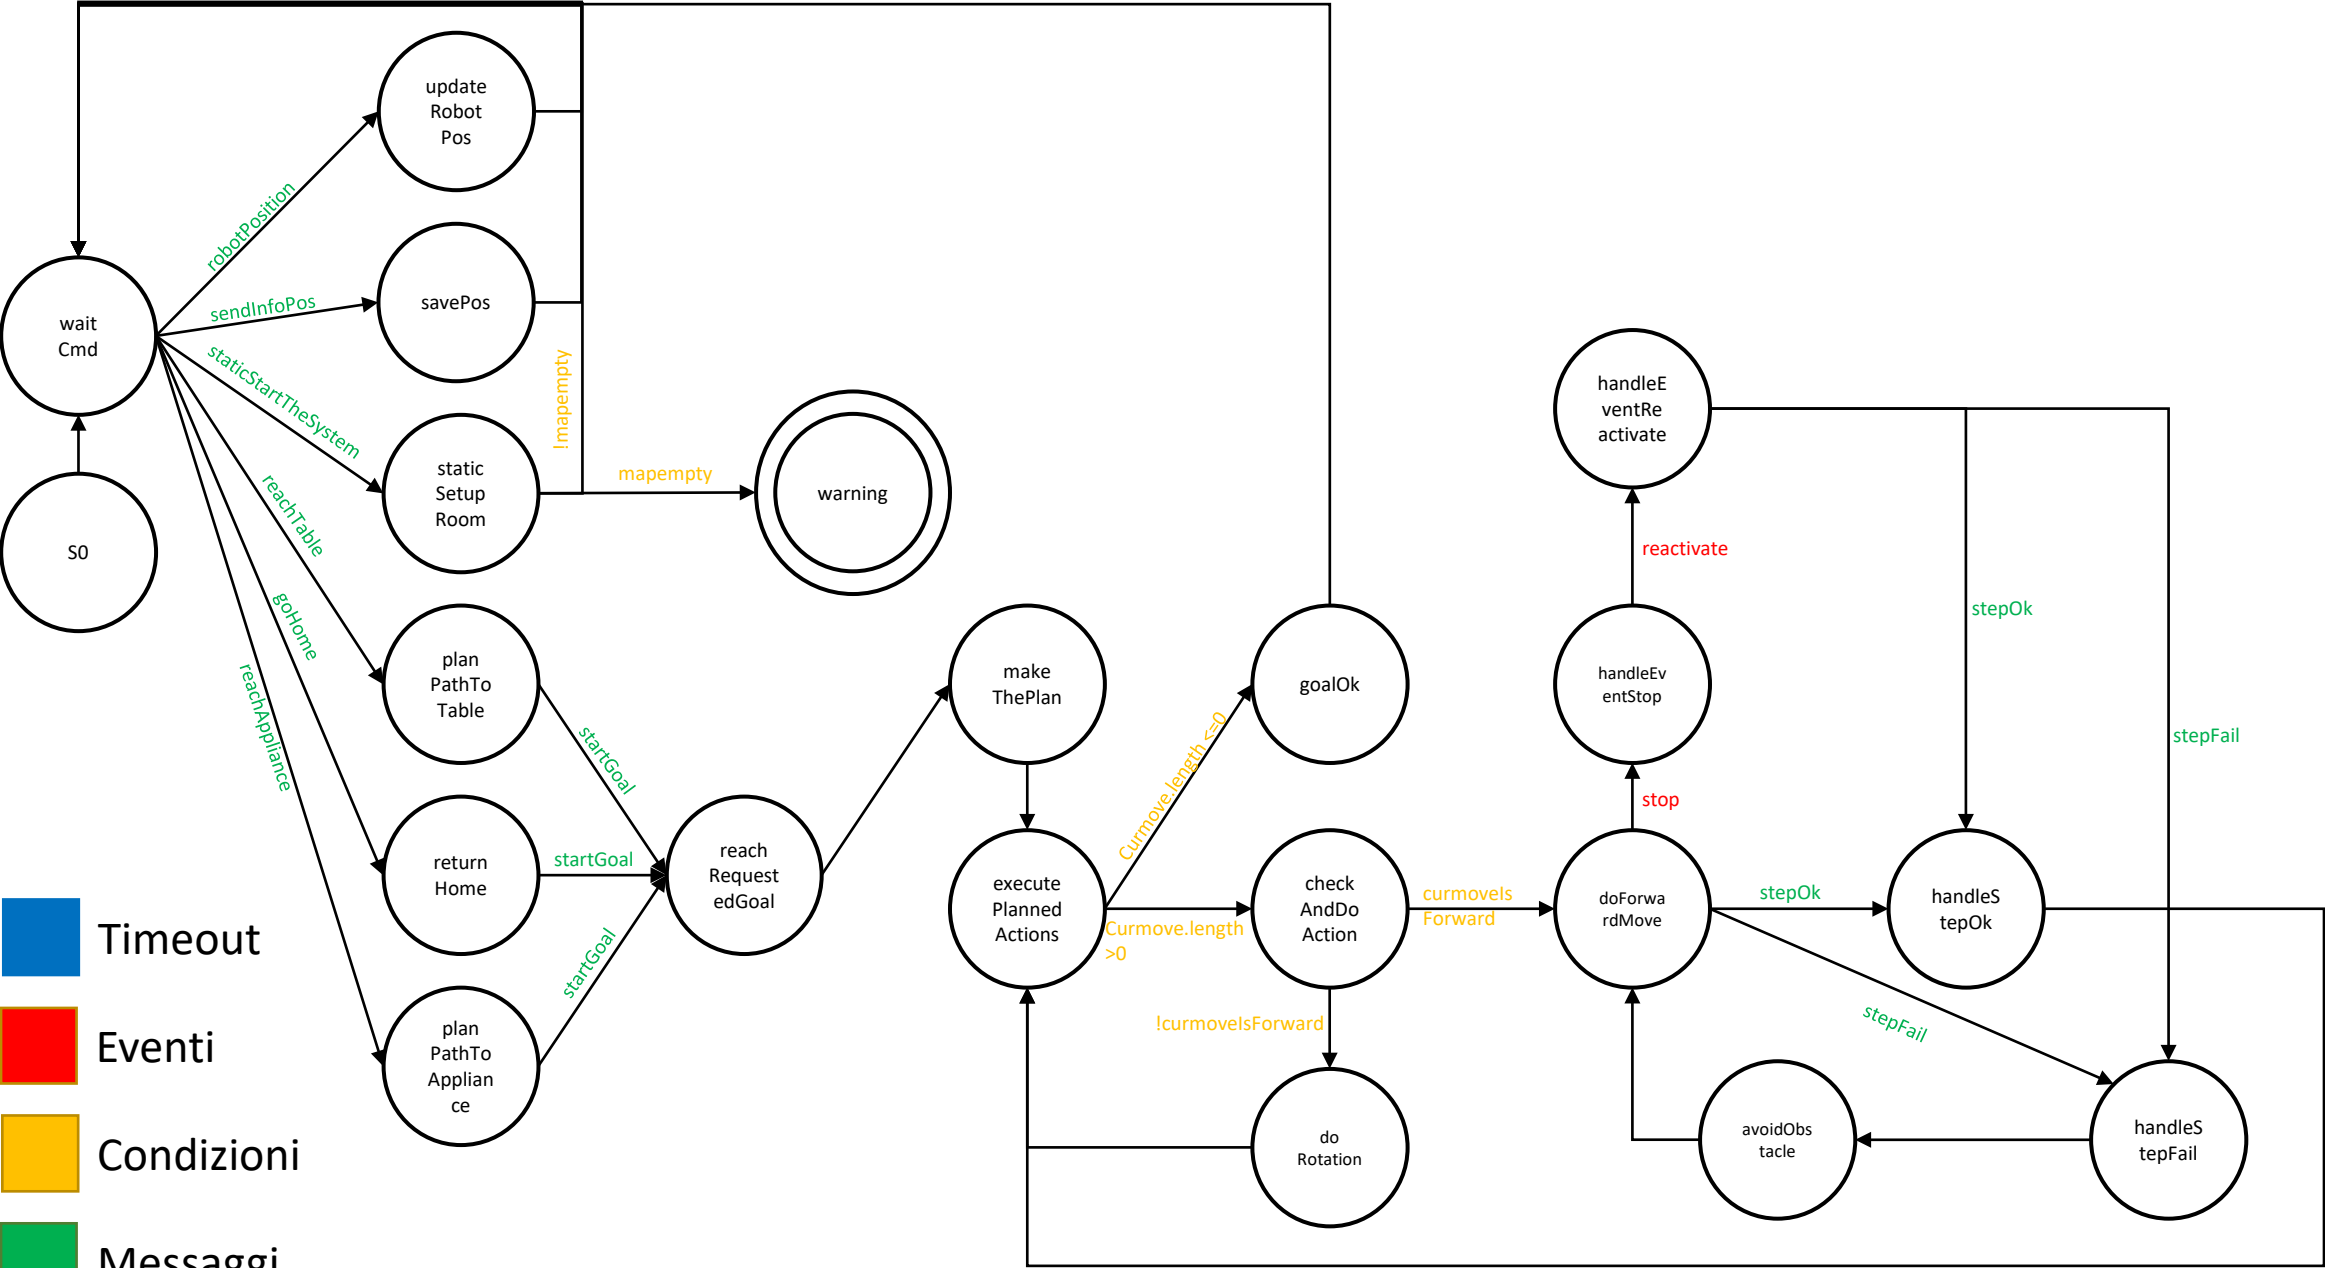 update
Robot
Pos
robotPosition
wait
Cmd
sendInfoPos
savePos
staticStartTheSystem
!mapempty
static
Setup
Room
mapempty
warning
S0
reachTable
goHome
reachAppliance
plan
PathTo
Table
startGoal
return
Home
startGoal
plan
PathTo
Applian
ce
startGoal
reach
Request
edGoal
make
ThePlan
execute
Planned
Actions
Curmove.length <=0
goalOk
Curmove.length
>0
check
AndDo
Action
!curmoveIsForward
do
Rotation
curmoveIs
Forward
doForwa
rdMove
stop
handleEv
entStop
reactivate
handleE
ventRe
activate
stepOk
stepFail
stepOk
handleS
tepOk
stepFail
handleS
tepFail
avoidObs
tacle
Timeout
Eventi
Condizioni
Messaggi